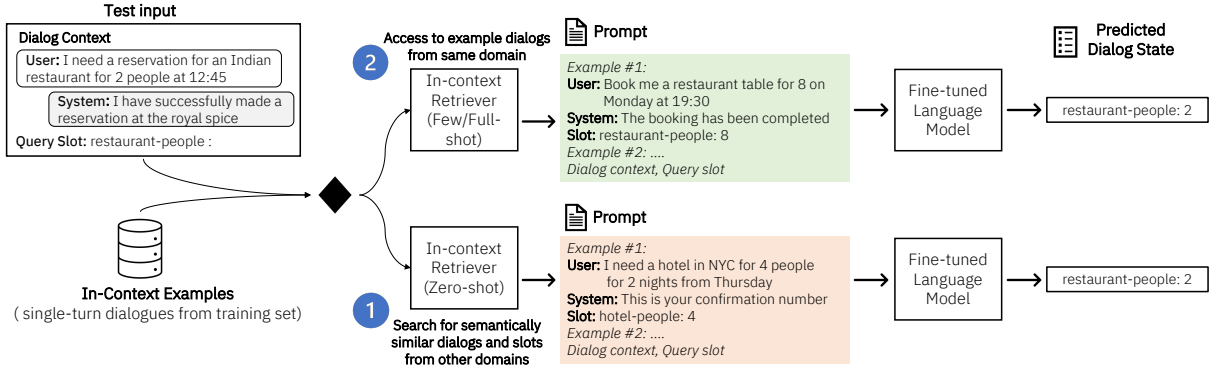 Test input
Dialog Context
User: I need a reservation for an Indian
restaurant for 2 people at 12:45
System: I have successfully made a
reservation at the royal spice
Query Slot: restaurant-people :
In-Context Examples
( single-turn dialogues from training set)
2
Access to example dialogs
from same domain
In-context
Retriever
(Few/Full-
shot)
Prompt
Example #1:
User: Book me a restaurant table for 8 on
Monday at 19:30
System: The booking has been completed
Slot: restaurant-people: 8
Example #2: ....
Dialog context, Query slot
Fine-tuned
Language
Model
Predicted
Dialog State
restaurant-people: 2
In-context
Retriever
(Zero-shot)
1
Search for semantically
similar dialogs and slots
from other domains
Prompt
Example #1:
User: I need a hotel in NYC for 4 people
for 2 nights from Thursday
System: This is your confirmation number
Slot: hotel-people: 4
Example #2: ....
Dialog context, Query slot
Fine-tuned
Language
Model
restaurant-people: 2